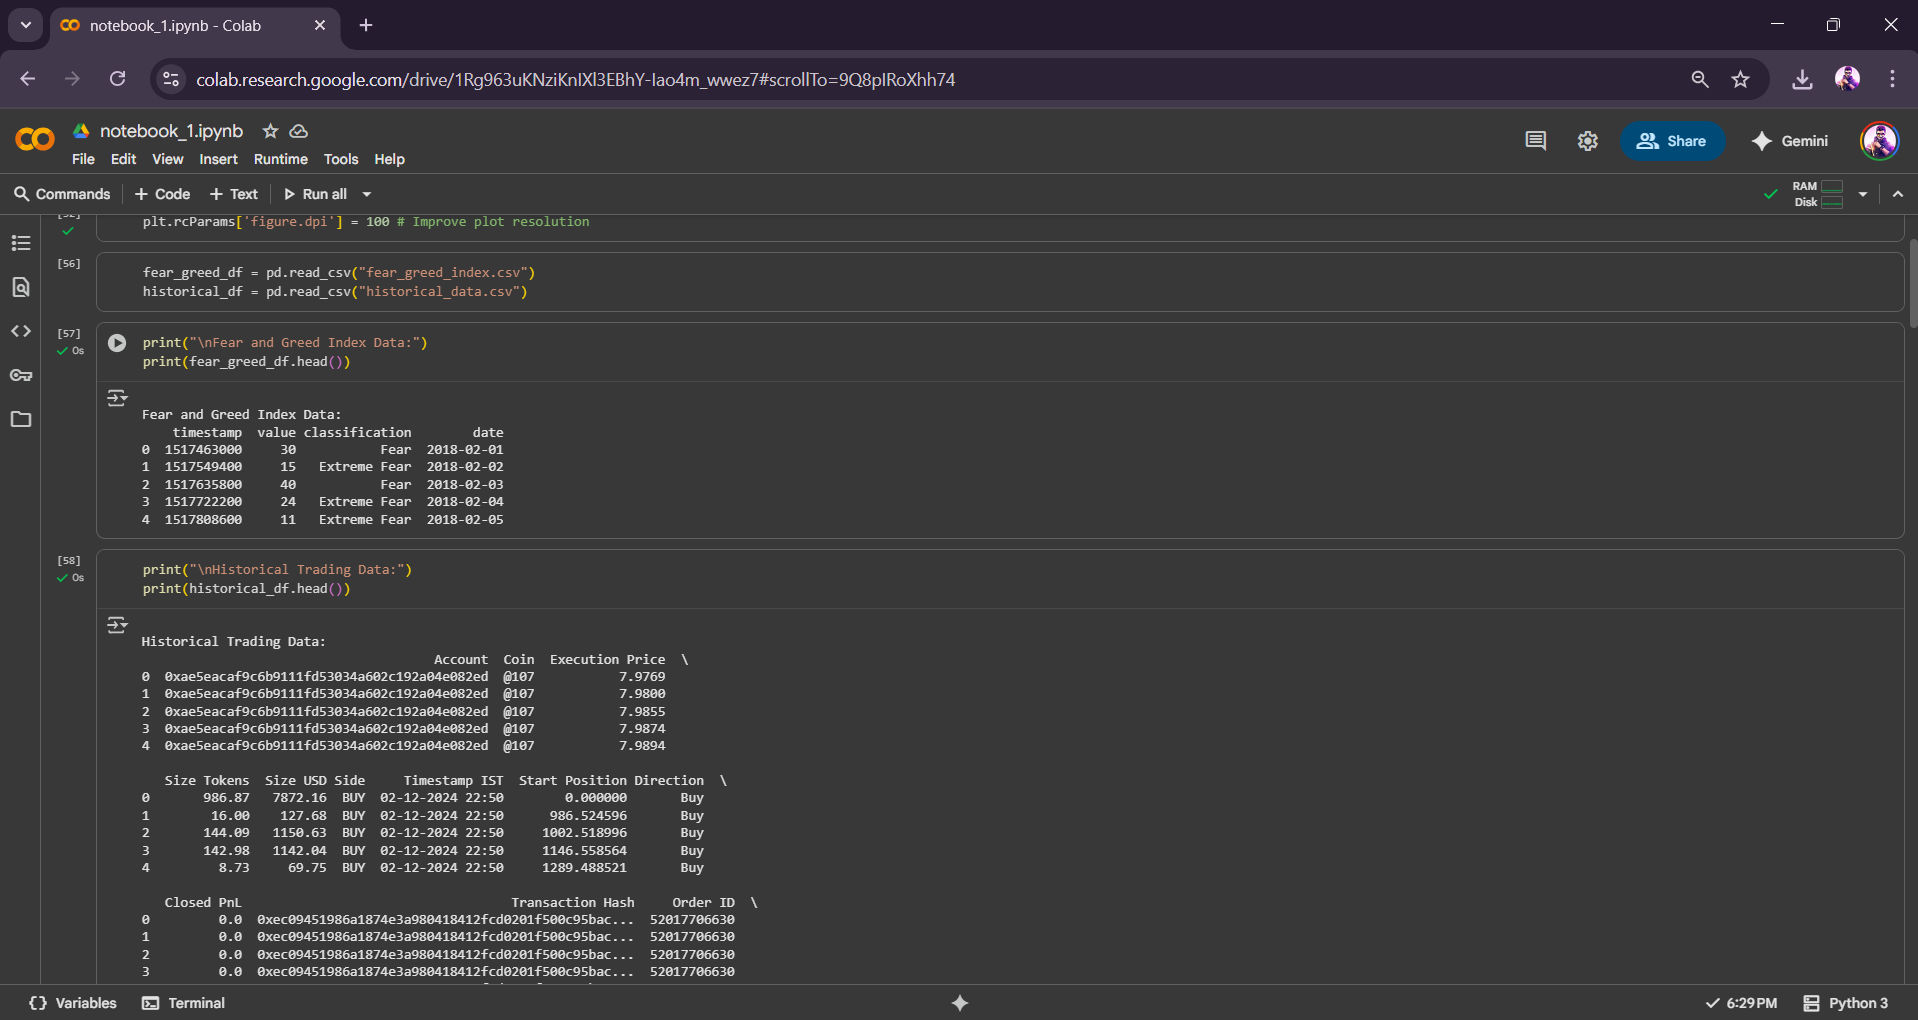 notebook_1.ipynb - Colab
colab.research.google.com/drive/1Rg963uKNziKnIXl3EBhY-Iao4m_wwez7#scrollTo=9Q8pIRoXhh74
notebook_1.ipynb
File Edit View Insert Runtime Tools Help
Share
Gemini
Commands + Code + Text Run all
RAM
Disk
plt.rcParams['figure.dpi'] = 100 # Improve plot resolution
[56]
fear_greed_df = pd.read_csv("fear_greed_index.csv")
historical_df = pd.read_csv("historical_data.csv")
[57]
0s
print("\nFear and Greed Index Data:")
print(fear_greed_df.head())
Fear and Greed Index Data:
timestamp value classification date
0 1517463000 30 Fear 2018-02-01
1 1517549400 15 Extreme Fear 2018-02-02
2 1517635800 40 Fear 2018-02-03
3 1517722200 24 Extreme Fear 2018-02-04
4 1517808600 11 Extreme Fear 2018-02-05
[58]
0s
print("\nHistorical Trading Data:")
print(historical_df.head())
Historical Trading Data:
Account Coin Execution Price \
0 0xae5eacaf9c6b9111fd53034a602c192a04e082ed @107 7.9769
1 0xae5eacaf9c6b9111fd53034a602c192a04e082ed @107 7.9800
2 0xae5eacaf9c6b9111fd53034a602c192a04e082ed @107 7.9855
3 0xae5eacaf9c6b9111fd53034a602c192a04e082ed @107 7.9874
4 0xae5eacaf9c6b9111fd53034a602c192a04e082ed @107 7.9894
Size Tokens Size USD Side Timestamp IST Start Position Direction \
0 986.87 7872.16 BUY 02-12-2024 22:50 0.000000 Buy
1 16.00 127.68 BUY 02-12-2024 22:50 986.524596 Buy
2 144.09 1150.63 BUY 02-12-2024 22:50 1002.518996 Buy
3 142.98 1142.04 BUY 02-12-2024 22:50 1146.558564 Buy
4 8.73 69.75 BUY 02-12-2024 22:50 1289.488521 Buy
Closed PnL Transaction Hash Order ID \
0 0.0 0xec09451986a1874e3a980418412fcd0201f500c95bac... 52017706630
1 0.0 0xec09451986a1874e3a980418412fcd0201f500c95bac... 52017706630
2 0.0 0xec09451986a1874e3a980418412fcd0201f500c95bac... 52017706630
3 0.0 0xec09451986a1874e3a980418412fcd0201f500c95bac... 52017706630
Variables Terminal
6:29 PM
Python 3